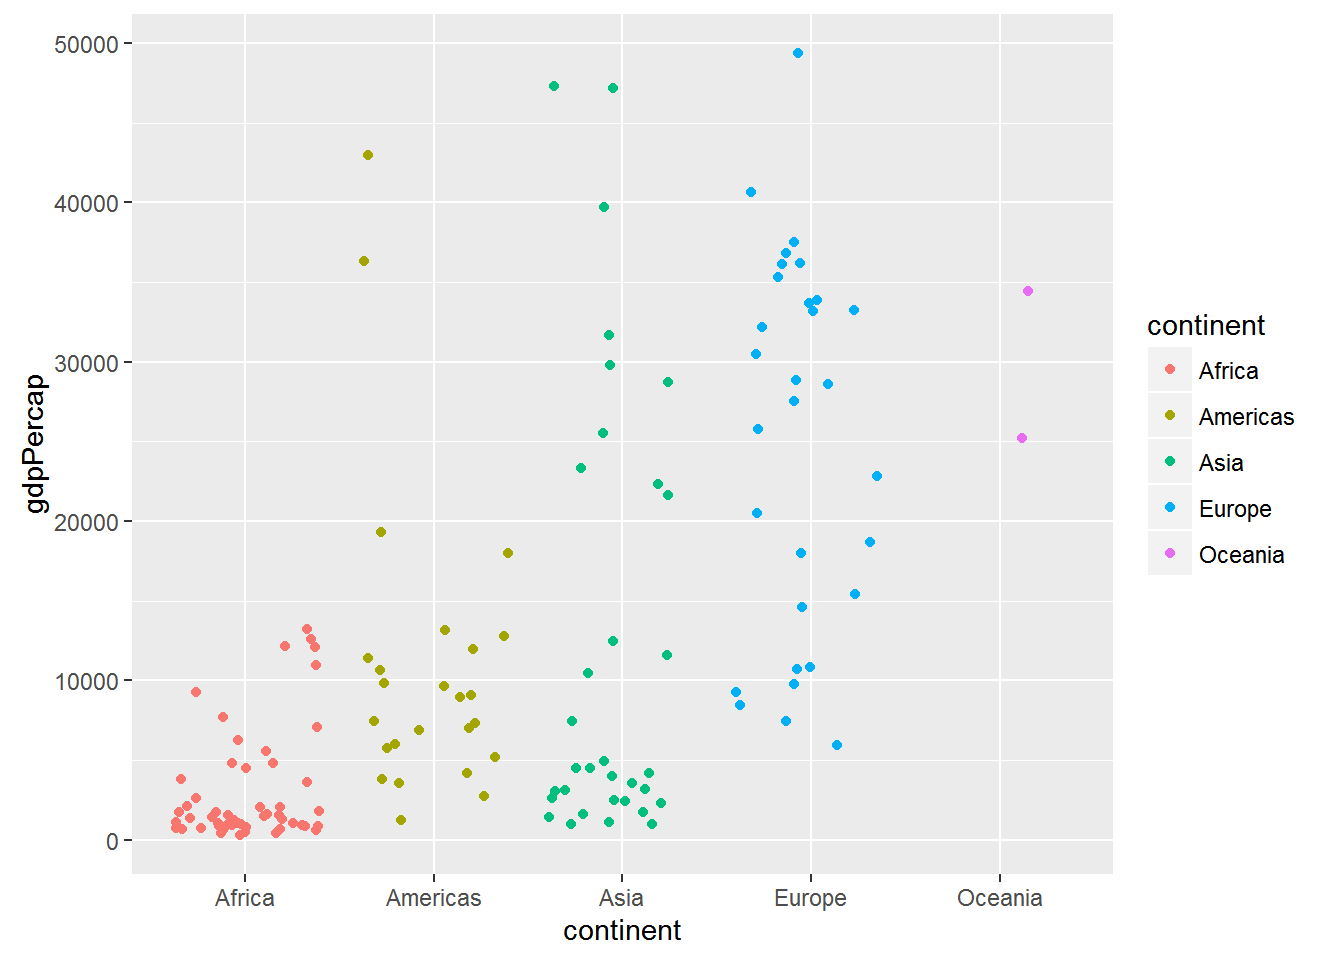 50000
40000
30000
20000
10000
0
gdpPercap
Africa
Americas
Asia
Europe
Oceania
continent
continent
Africa
Americas
Asia
Europe
Oceania